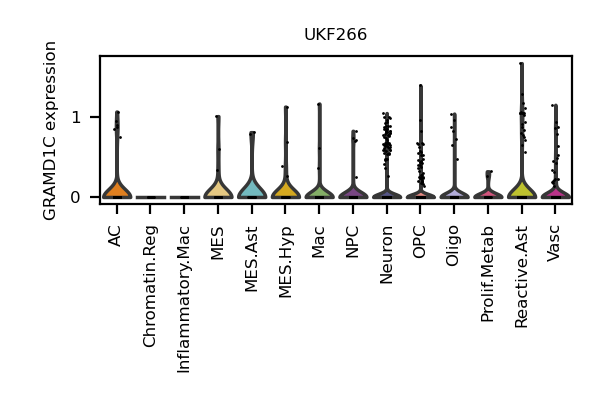 UKF266
GRAMD1C expression
1
0
AC
Chromatin.Reg
Inflammatory.Mac
MES
MES.Ast
MES.Hyp
Mac
NPC
Neuron
OPC
Oligo
Prolif.Metab
Reactive.Ast
Vasc